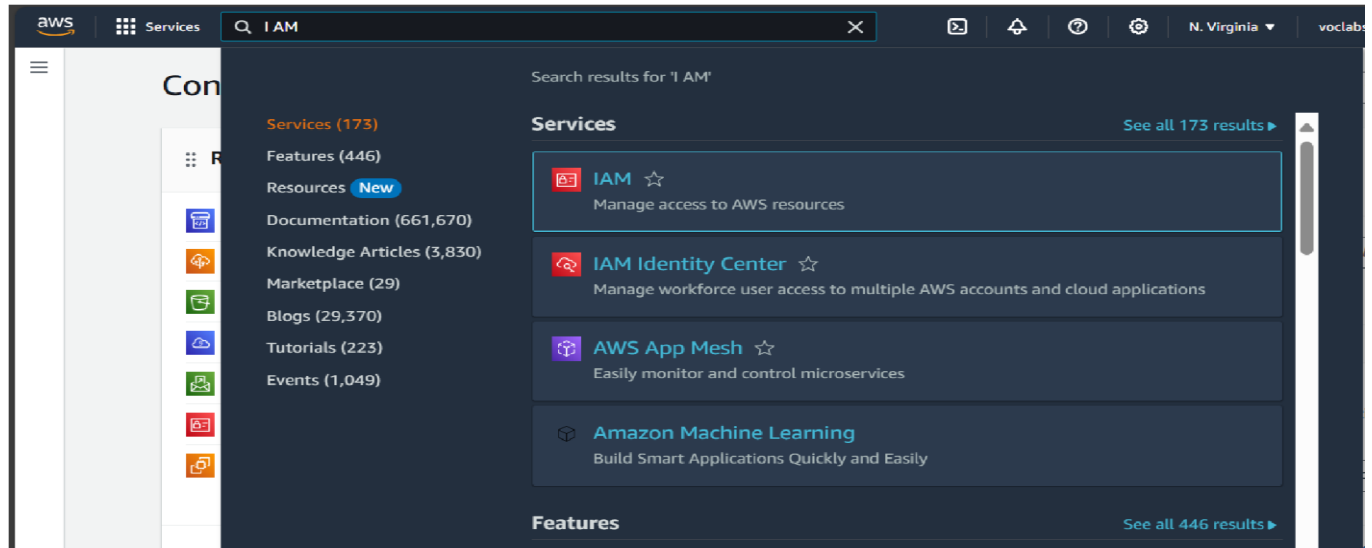 aws Services I AM N. Virginia voclabs
Con
Search results for 'I AM'
Services (173)
Features (446)
Resources New
Documentation (661,670)
Knowledge Articles (3,830)
Marketplace (29)
Blogs (29,370)
Tutorials (223)
Events (1,049)
Services See all 173 results
IAM
Manage access to AWS resources
IAM Identity Center
Manage workforce user access to multiple AWS accounts and cloud applications
AWS App Mesh
Easily monitor and control microservices
Amazon Machine Learning
Build Smart Applications Quickly and Easily
Features See all 446 results
R